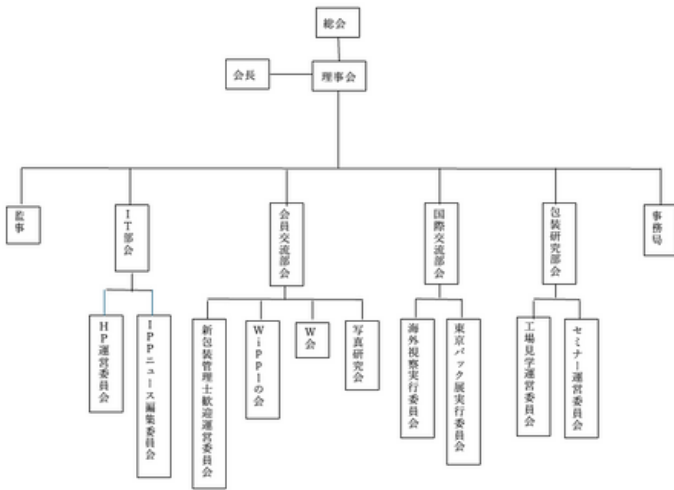 総会
会長
理事会
監事
IT部会
会員交流部会
国際交流部会
包装研究部会
事務局
HP運営委員会
IPPニュース編集委員会
新包装管理士歓迎運営委員会
Wipplの会
W会
写真研究会
海外視察実行委員会
東京パック展実行委員会
工場見学運営委員会
セミナー運営委員会